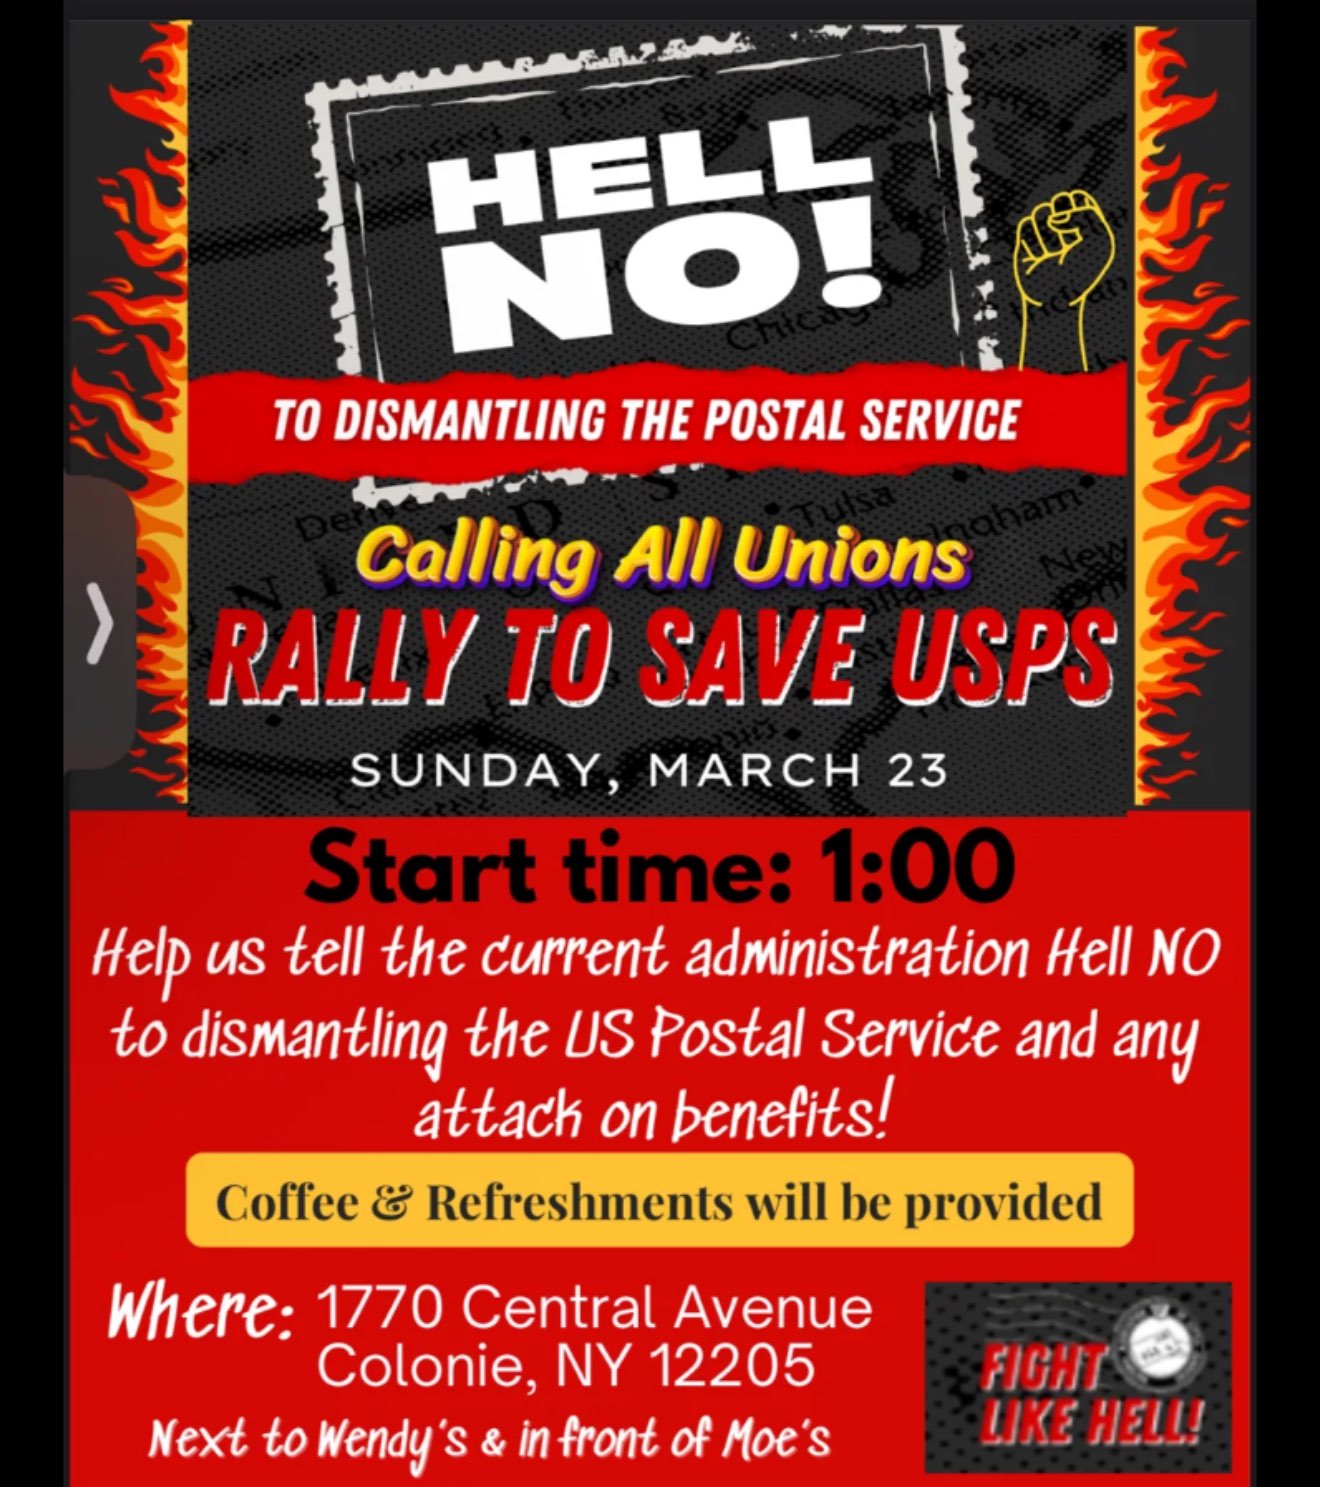 HELL
NO!
TO DISMANTLING THE POSTAL SERVICE
Calling All Unions
RALLY TO SAVE USPS
SUNDAY, MARCH 23
Start time: 1:00
Help us tell the current administration Hell NO
to dismantling the US Postal Service and any
attack on benefits!
Coffee & Refreshments will be provided
Where: 1770 Central Avenue
Colonie, NY 12205
Next to Wendy's & in front of Moe's
FIGHT
LIKE HELL!
Chicago
Tulsa
New